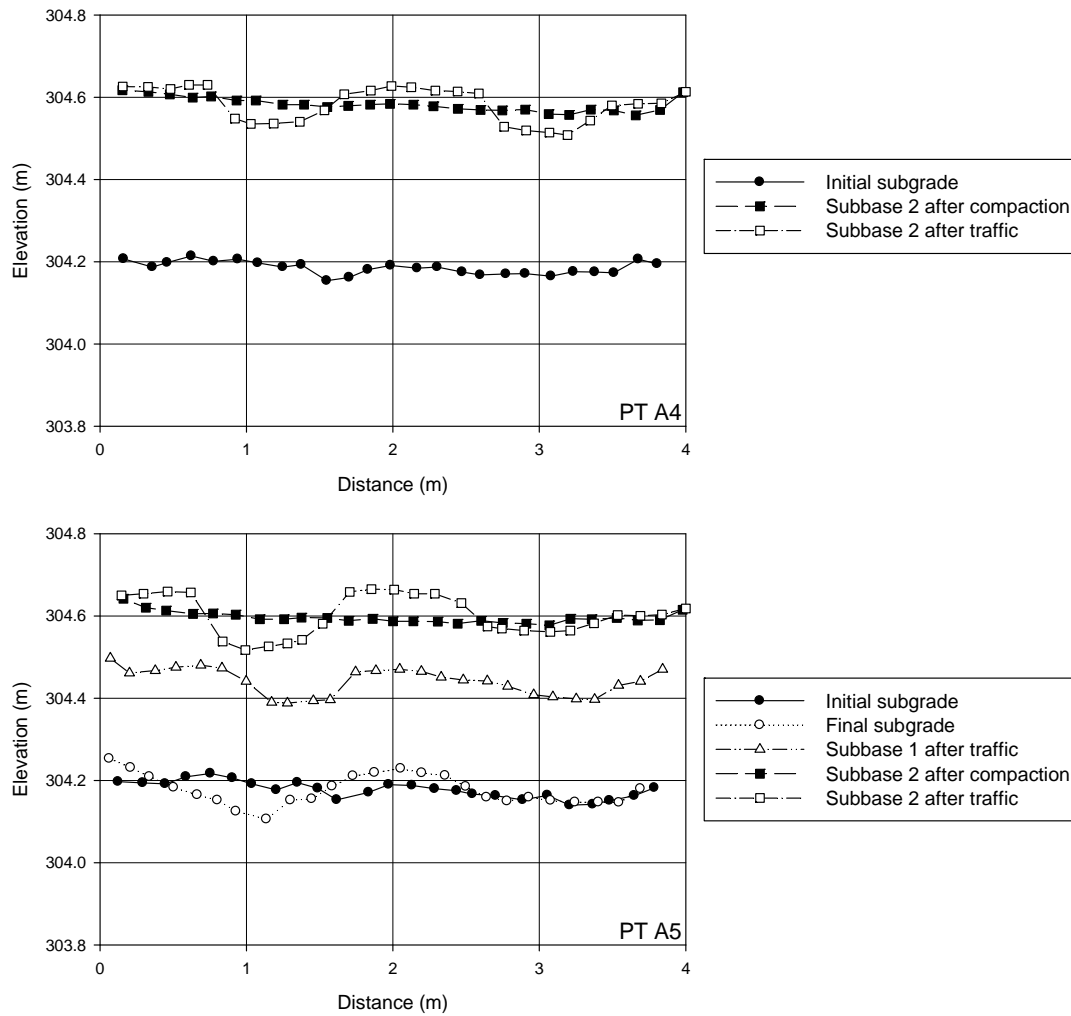 304.8
304.6
304.4
304.2
304.0
303.8
Elevation (m)
0 1 2 3 4
Distance (m)
PT A4
Initial subgrade
Subbase 2 after compaction
Subbase 2 after traffic
304.8
304.6
304.4
304.2
304.0
303.8
Elevation (m)
0 1 2 3 4
Distance (m)
PT A5
Initial subgrade
Final subgrade
Subbase 1 after traffic
Subbase 2 after compaction
Subbase 2 after traffic